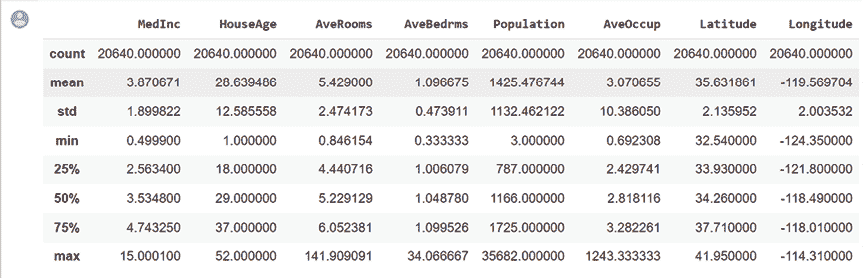 MedInc HouseAge AveRooms AveBedrms Population AveOccup Latitude Longitude
count 20640.000000 20640.000000 20640.000000 20640.000000 20640.000000 20640.000000 20640.000000 20640.000000
mean 3.870671 28.639486 5.429000 1.096675 1425.476744 3.070655 35.631861 -119.569704
std 1.899822 12.585558 2.474173 0.473911 1132.462122 10.386050 2.135952 2.003532
min 0.499900 1.000000 0.846154 0.333333 3.000000 0.692308 32.540000 -124.350000
25% 2.563400 18.000000 4.440716 1.006079 787.000000 2.429741 33.930000 -121.800000
50% 3.534800 29.000000 5.229129 1.048780 1166.000000 2.818116 34.260000 -118.490000
75% 4.743250 37.000000 6.052381 1.099526 1725.000000 3.282261 37.710000 -118.010000
max 15.000100 52.000000 141.909091 34.066667 35682.000000 1243.333333 41.950000 -114.310000